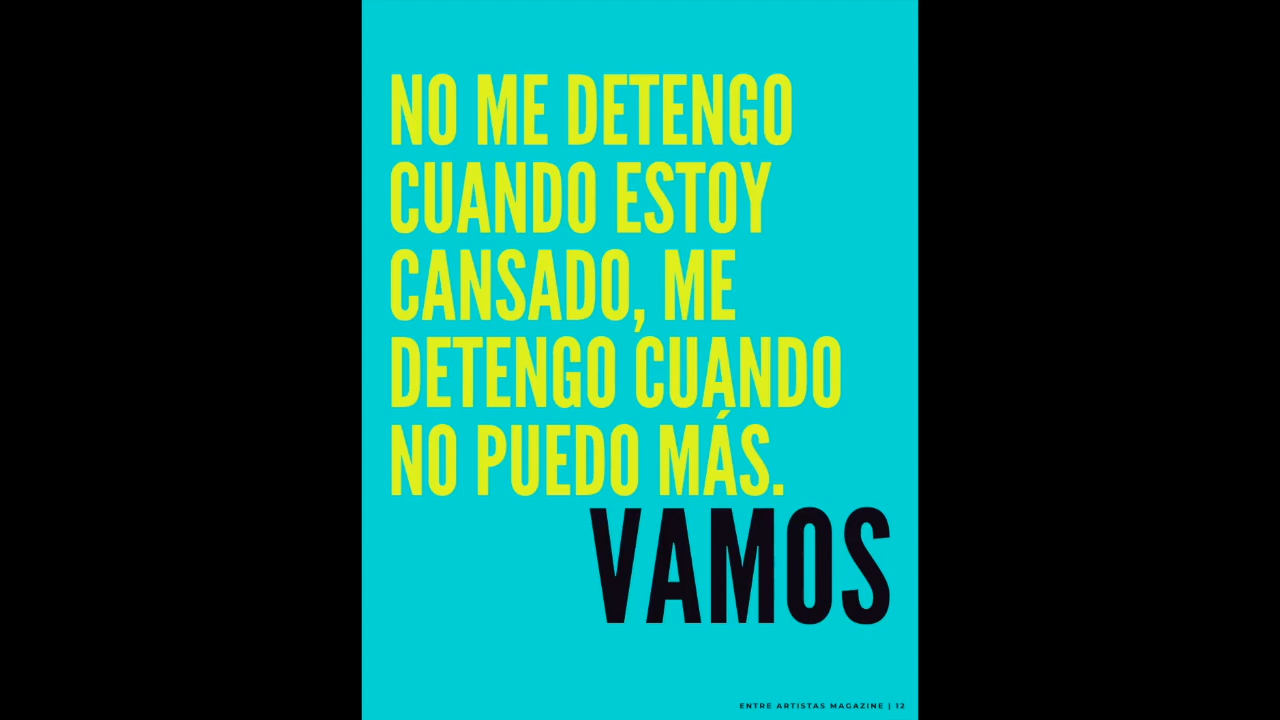 NO ME DETENGO
CUANDO ESTOY
CANSADO, ME
DETENGO CUANDO
NO PUEDO MÁS.
VAMOS
ENTRE ARTISTAS MAGAZINE | 12